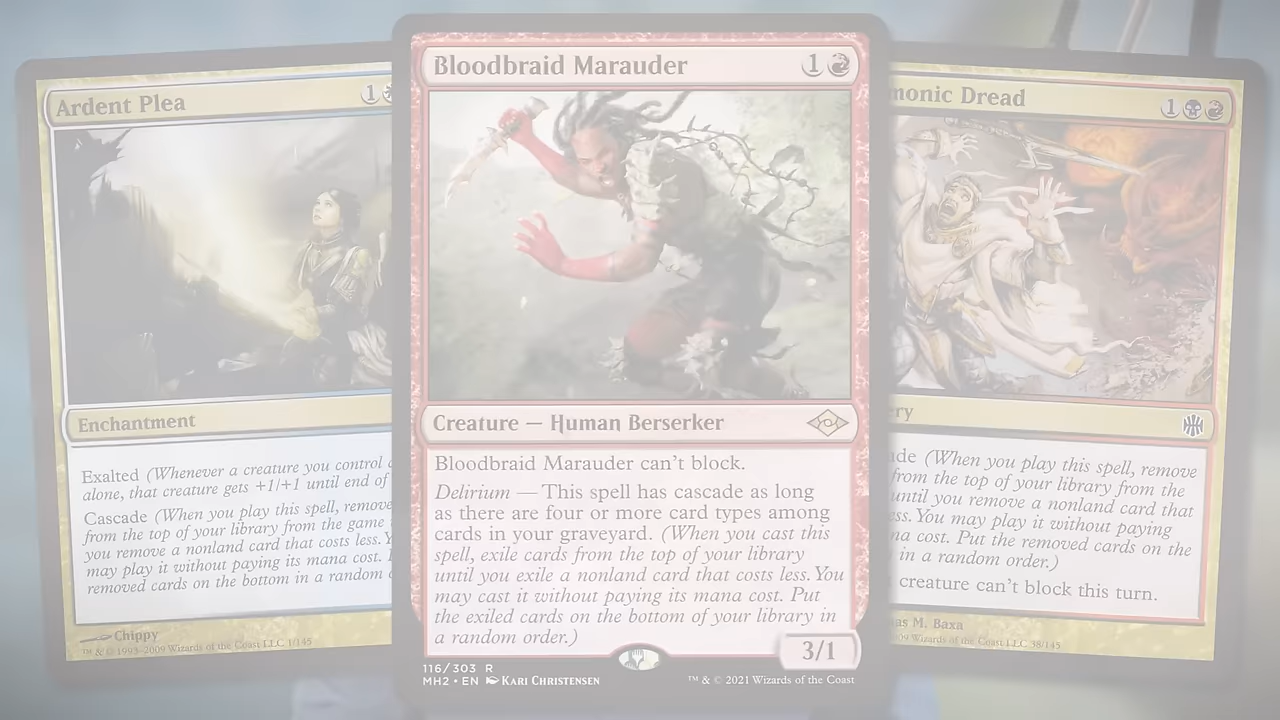 Ardent Plea
1
Enchantment
Exalted (Whenever a creature you control
alone, that creature gets +1/+1 until end of
Cascade (When you play this spell, remove
from the top of your library from the game
you remove a nonland card that costs less.
may play it without paying its mana cost.
removed cards on the bottom in a random
Chippy
™ & © 1993-2009 Wizards of the Coast LLC 1/145
Bloodbraid Marauder
1
Creature — Human Berserker
Bloodbraid Marauder can't block.
Delirium — This spell has cascade as long
as there are four or more card types among
cards in your graveyard. (When you cast this
spell, exile cards from the top of your library
until you exile a nonland card that costs less. You
may cast it without paying its mana cost. Put
the exiled cards on the bottom of your library in
a random order.)
3/1
116/303 R
MH2 • EN Kari Christensen
™ & © 2021 Wizards of the Coast
monic Dread
1
ery
ade (When you play this spell, remove
from the top of your library from the
until you remove a nonland card that
ess. You may play it without paying
na cost. Put the removed cards on the
in a random order.)
creature can't block this turn.
as M. Baxa
09 Wizards of the Coast LLC 38/145